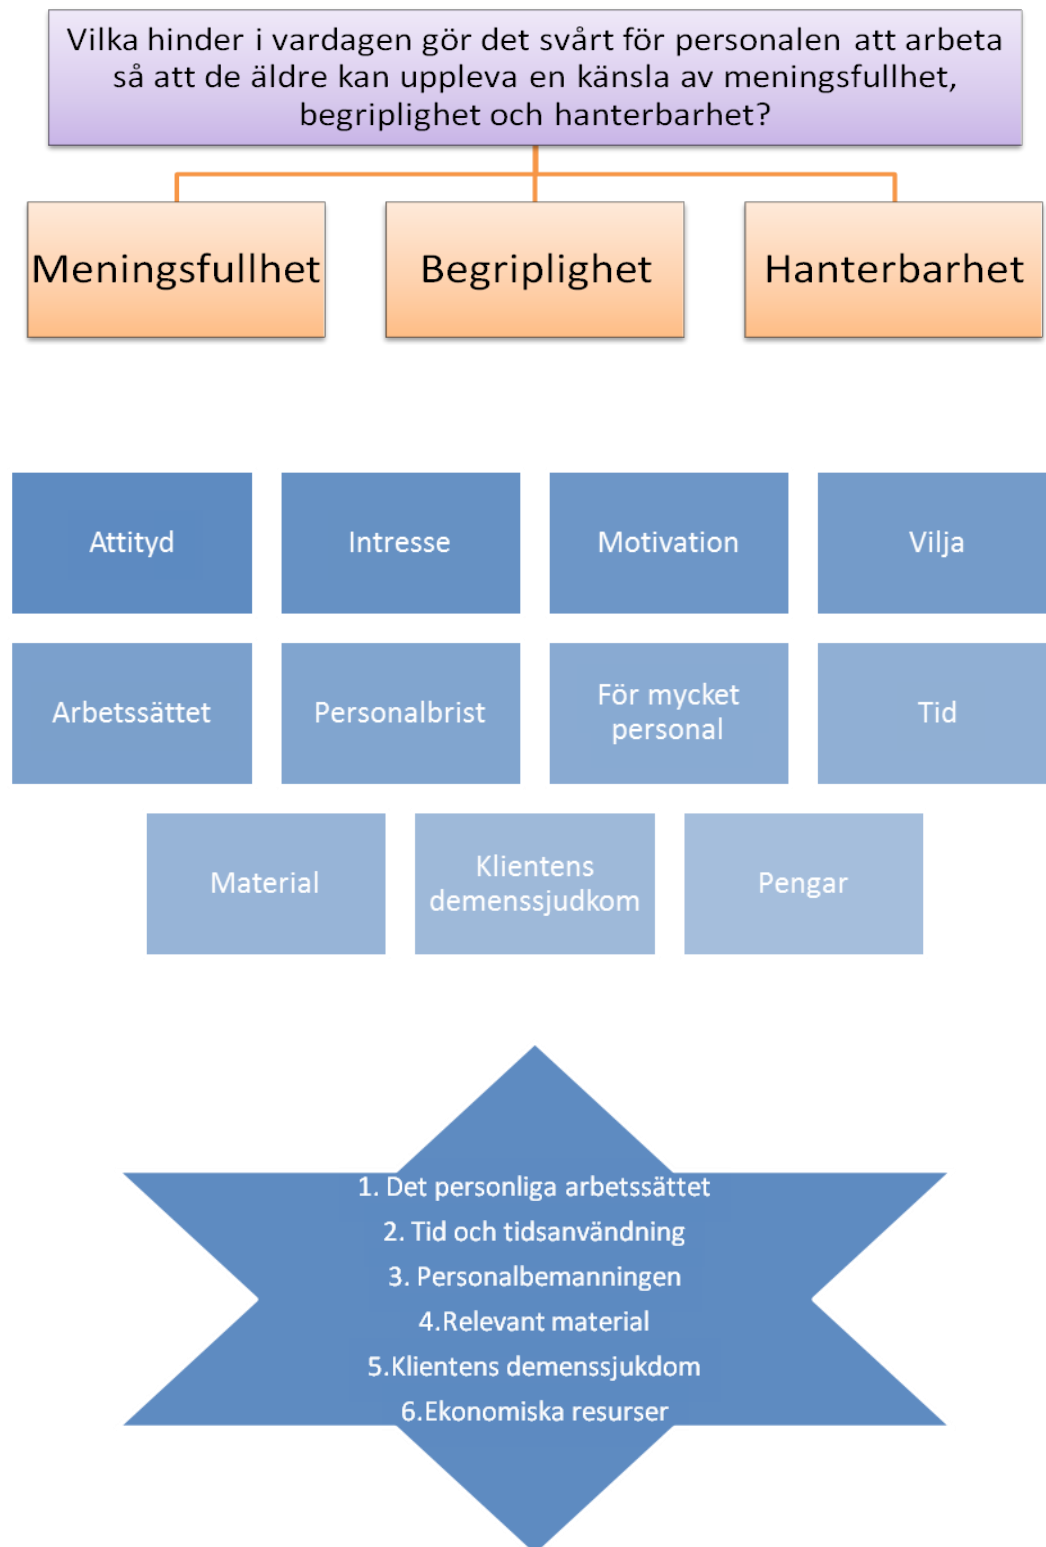 Vilka hinder i vardagen gör det svårt för personalen att arbeta
så att de äldre kan uppleva en känsla av meningsfullhet,
begriplighet och hanterbarhet?
Meningsfullhet
Begriplighet
Hanterbarhet
Attityd
Intresse
Motivation
Vilja
Arbetssättet
Personalbrist
För mycket
personal
Tid
Material
Klientens
demenssjudkom
Pengar
1. Det personliga arbetssättet
2. Tid och tidsanvändning
3. Personalbemanningen
4.Relevant material
5.Klientens demenssjukdom
6.Ekonomiska resurser